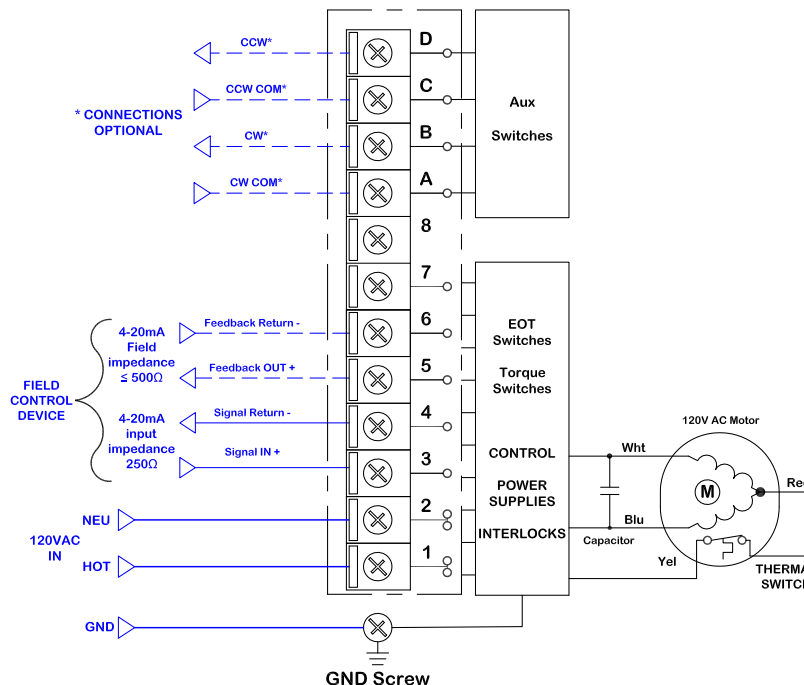 CCW*
D
CCW COM*
C
* CONNECTIONS
OPTIONAL
CW*
B
CW COM*
A
Aux
Switches
8
7
Feedback Return -
6
Feedback OUT +
5
Signal Return -
4
Signal IN +
3
4-20mA
Field
impedance
≤ 500Ω
FIELD
CONTROL
DEVICE
4-20mA
input
impedance
250Ω
EOT
Switches
Torque
Switches
CONTROL
POWER
SUPPLIES
INTERLOCKS
120V AC Motor
Wht
M
Blu
Capacitor
Yel
NEU
2
120VAC
IN
HOT
1
GND
GND Screw
SWITCH